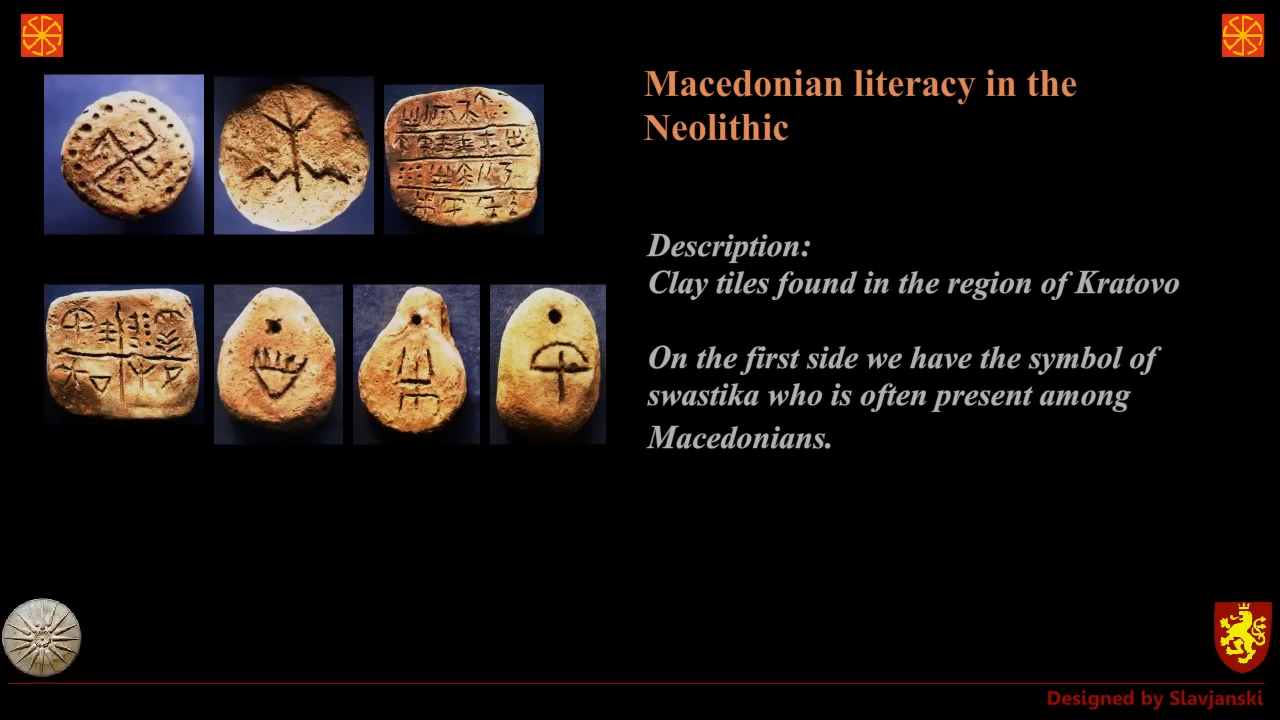 Macedonian literacy in the
Neolithic
Description:
Clay tiles found in the region of Kratovo
On the first side we have the symbol of
swastika who is often present among
Macedonians.
Designed by Slavjanski